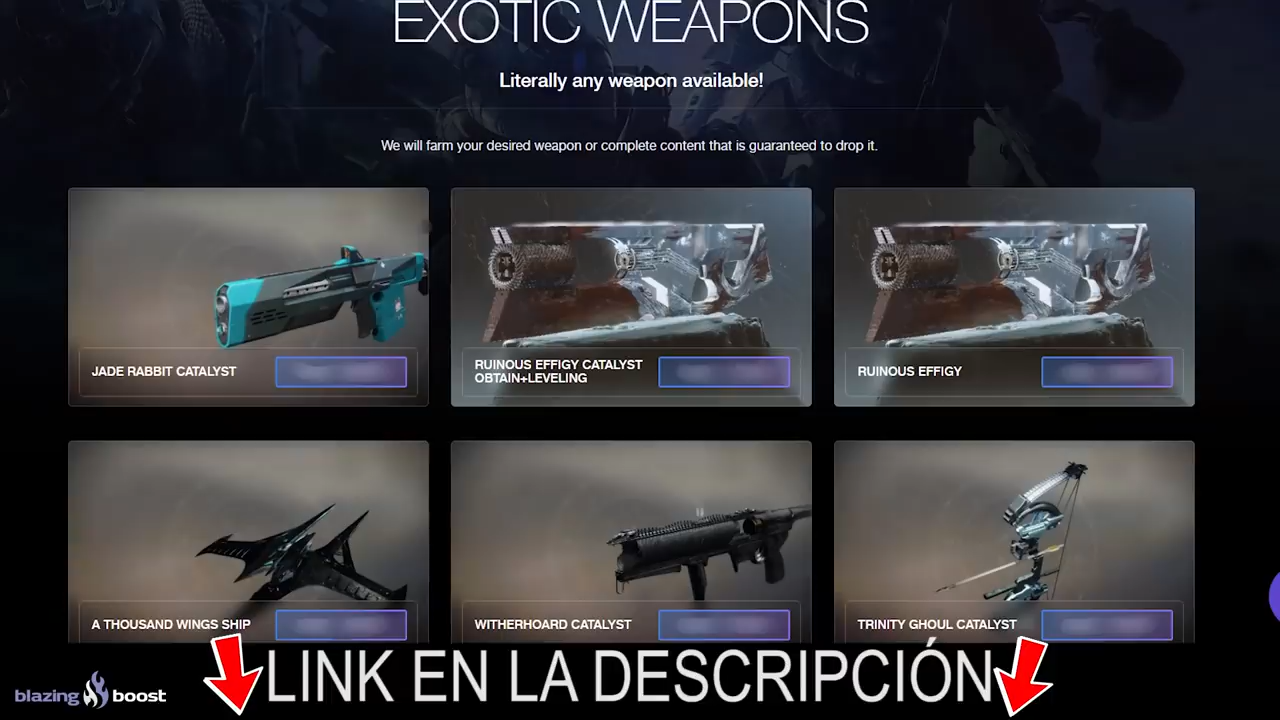 EXOTIC WEAPONS
Literally any weapon available!
We will farm your desired weapon or complete content that is guaranteed to drop it.
JADE RABBIT CATALYST
RUINOUS EFFIGY CATALYST
OBTAIN+LEVELING
RUINOUS EFFIGY
A THOUSAND WINGS SHIP
WITHERHOARD CATALYST
TRINITY GHOUL CATALYST
LINK EN LA DESCRIPCIÓN
blazing boost